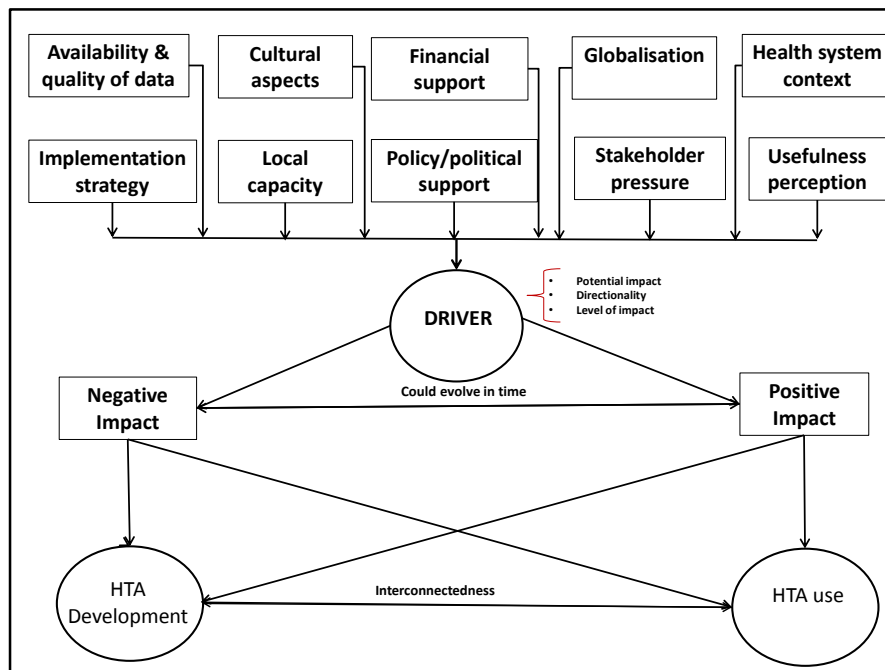 Availability &
quality of data
Cultural
aspects
Financial
support
Globalisation
Health system
context
Implementation
strategy
Local
capacity
Policy/political
support
Stakeholder
pressure
Usefulness
perception
DRIVER
• Potential impact
• Directionality
• Level of impact
Negative
Impact
Could evolve in time
Positive
Impact
HTA
Development
Interconnectedness
HTA use